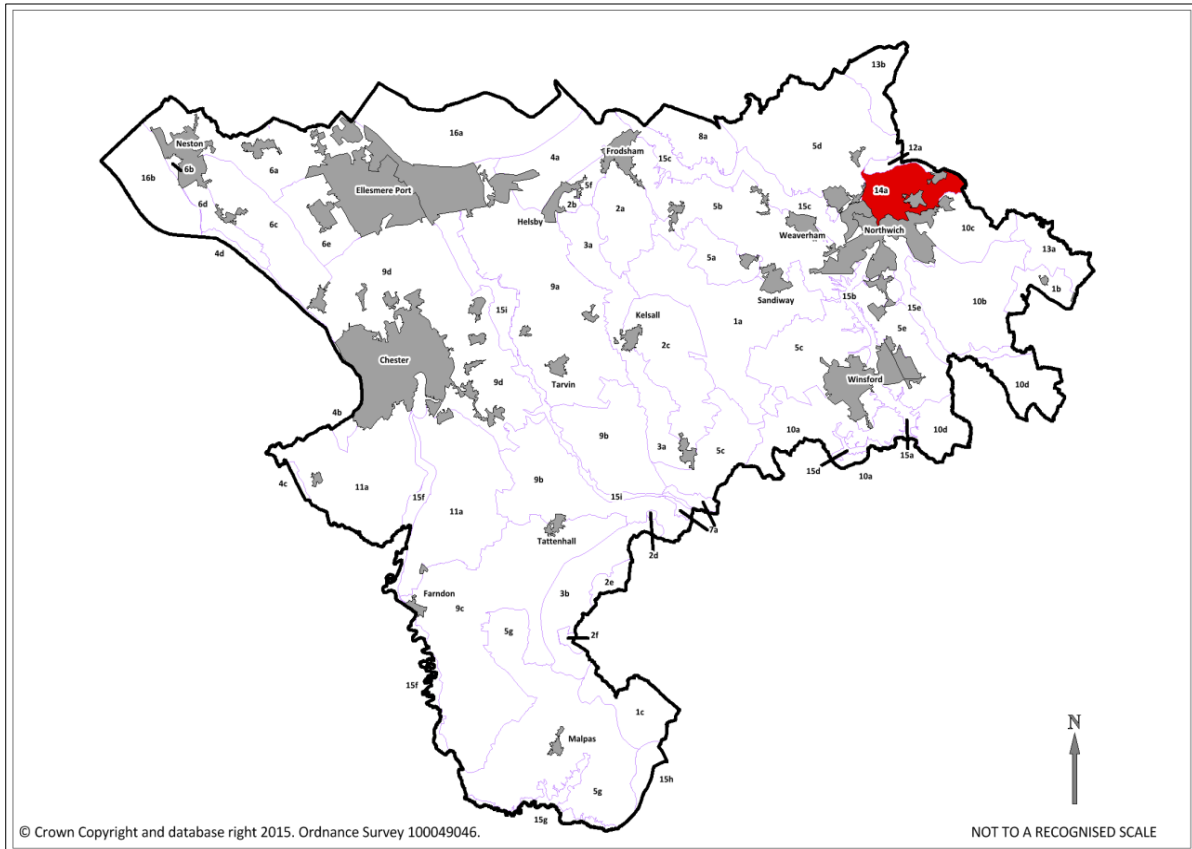 13b
16a
8a
Neston
4a
Frodsham
5d
12a
6b
6a
15c
16b
Ellesmere Port
5f
14a
2b
6d
2a
5b
15c
Helsby
6c
Weaverham
Northwich
10c
6e
3a
4d
13a
5a
9d
9a
1b
Sandiway
15b
10b
15i
15e
Kelsall
1a
5e
2c
5c
Chester
Winsford
Tarvin
9d
10d
4b
9b
10a
10d
3a
5c
15a
15d
10a
4c
11a
9b
15f
15i
11a
7a
Tattenhall
2d
2e
Farndon
3b
9c
5g
2f
15f
1c
N
Malpas
15h
5g
15g
© Crown Copyright and database right 2015. Ordnance Survey 100049046.
NOT TO A RECOGNISED SCALE